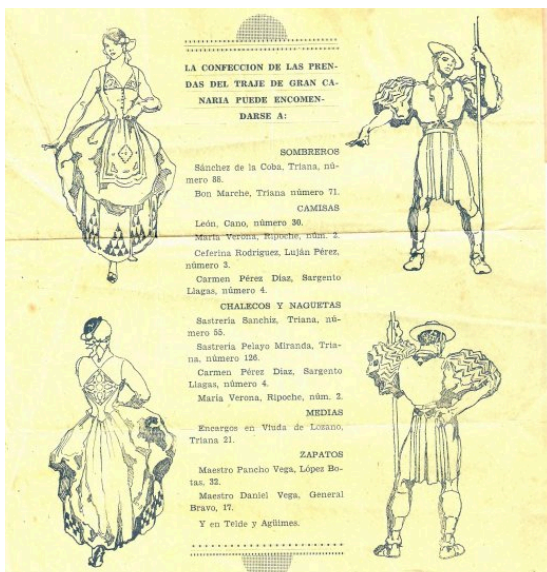 LA CONFECCION DE LAS PREN-
DAS DEL TRAJE DE GRAN CA-
NARIA PUEDE ENCOMEN-
DARSE A:
SOMBREROS
Sánchez de la Coba, Triana, nú-
mero 88.
Bon Marche, Triana número 71.
CAMISAS
León, Cano, número 30.
María Verona, Ripoche, núm. 2.
Ceferina Rodríguez, Luján Pérez,
número 3.
Carmen Pérez Díaz, Sargento
Llagas, número 4.
CHALECOS Y NAGUETAS
Sastrería Sanchíz, Triana, nú-
mero 55.
Sastrería Pelayo Miranda, Tria-
na, número 126.
Carmen Pérez Díaz, Sargento
Llagas, número 4.
María Verona, Ripoche, núm. 2.
MEDIAS
Encargos en Viuda de Lozano,
Triana 21.
ZAPATOS
Maestro Pancho Vega, López Bo-
tas, 32.
Maestro Daniel Vega, General
Bravo, 17.
Y en Telde y Agüimes.